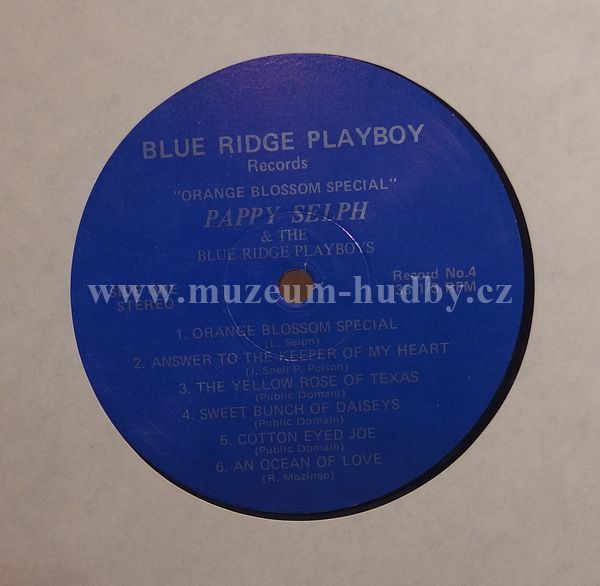 BLUE RIDGE PLAYBOY
Records
"ORANGE BLOSSOM SPECIAL"
PAPPY SELPH
& THE
BLUE RIDGE PLAYBOYS
Record No.4
STEREO
RPM
www.muzeum-hudby.cz
1. ORANGE BLOSSOM SPECIAL
(L. Selph)
2. ANSWER TO THE KEEPER OF MY HEART
(J. Snell P. Polson)
3. THE YELLOW ROSE OF TEXAS
(Public Domain)
4. SWEET BUNCH OF DAISEYS
(Public Domain)
5. COTTON EYED JOE
(Public Domain)
6. AN OCEAN OF LOVE
(R. Mozingo)